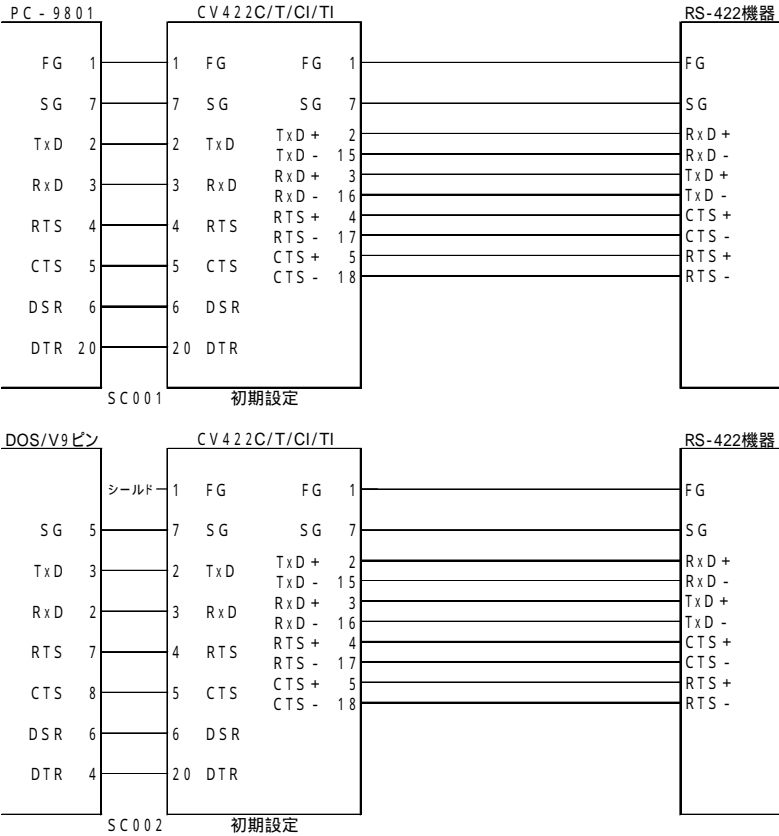 PC-9801 CV422C/T/CI/TI RS-422機器
FG 1 1 FG FG 1 FG
SG 7 7 SG SG 7 SG
TxD 2 2 TxD TxD+ 2 RxD+
TxD- 15 RxD-
RxD 3 3 RxD RxD+ 3 TxD+
RxD- 16 TxD-
RTS 4 4 RTS RTS+ 4 CTS+
RTS- 17 CTS-
CTS 5 5 CTS CTS+ 5 RTS+
CTS- 18 RTS-
DSR 6 6 DSR
DTR 20 20 DTR
SC001 初期設定
DOS/V9ピン CV422C/T/CI/TI RS-422機器
シールド 1 FG FG 1 FG
SG 5 7 SG SG 7 SG
TxD 3 2 TxD TxD+ 2 RxD+
TxD- 15 RxD-
RxD 2 3 RxD RxD+ 3 TxD+
RxD- 16 TxD-
RTS 7 4 RTS RTS+ 4 CTS+
RTS- 17 CTS-
CTS 8 5 CTS CTS+ 5 RTS+
CTS- 18 RTS-
DSR 6 6 DSR
DTR 4 20 DTR
SC002 初期設定